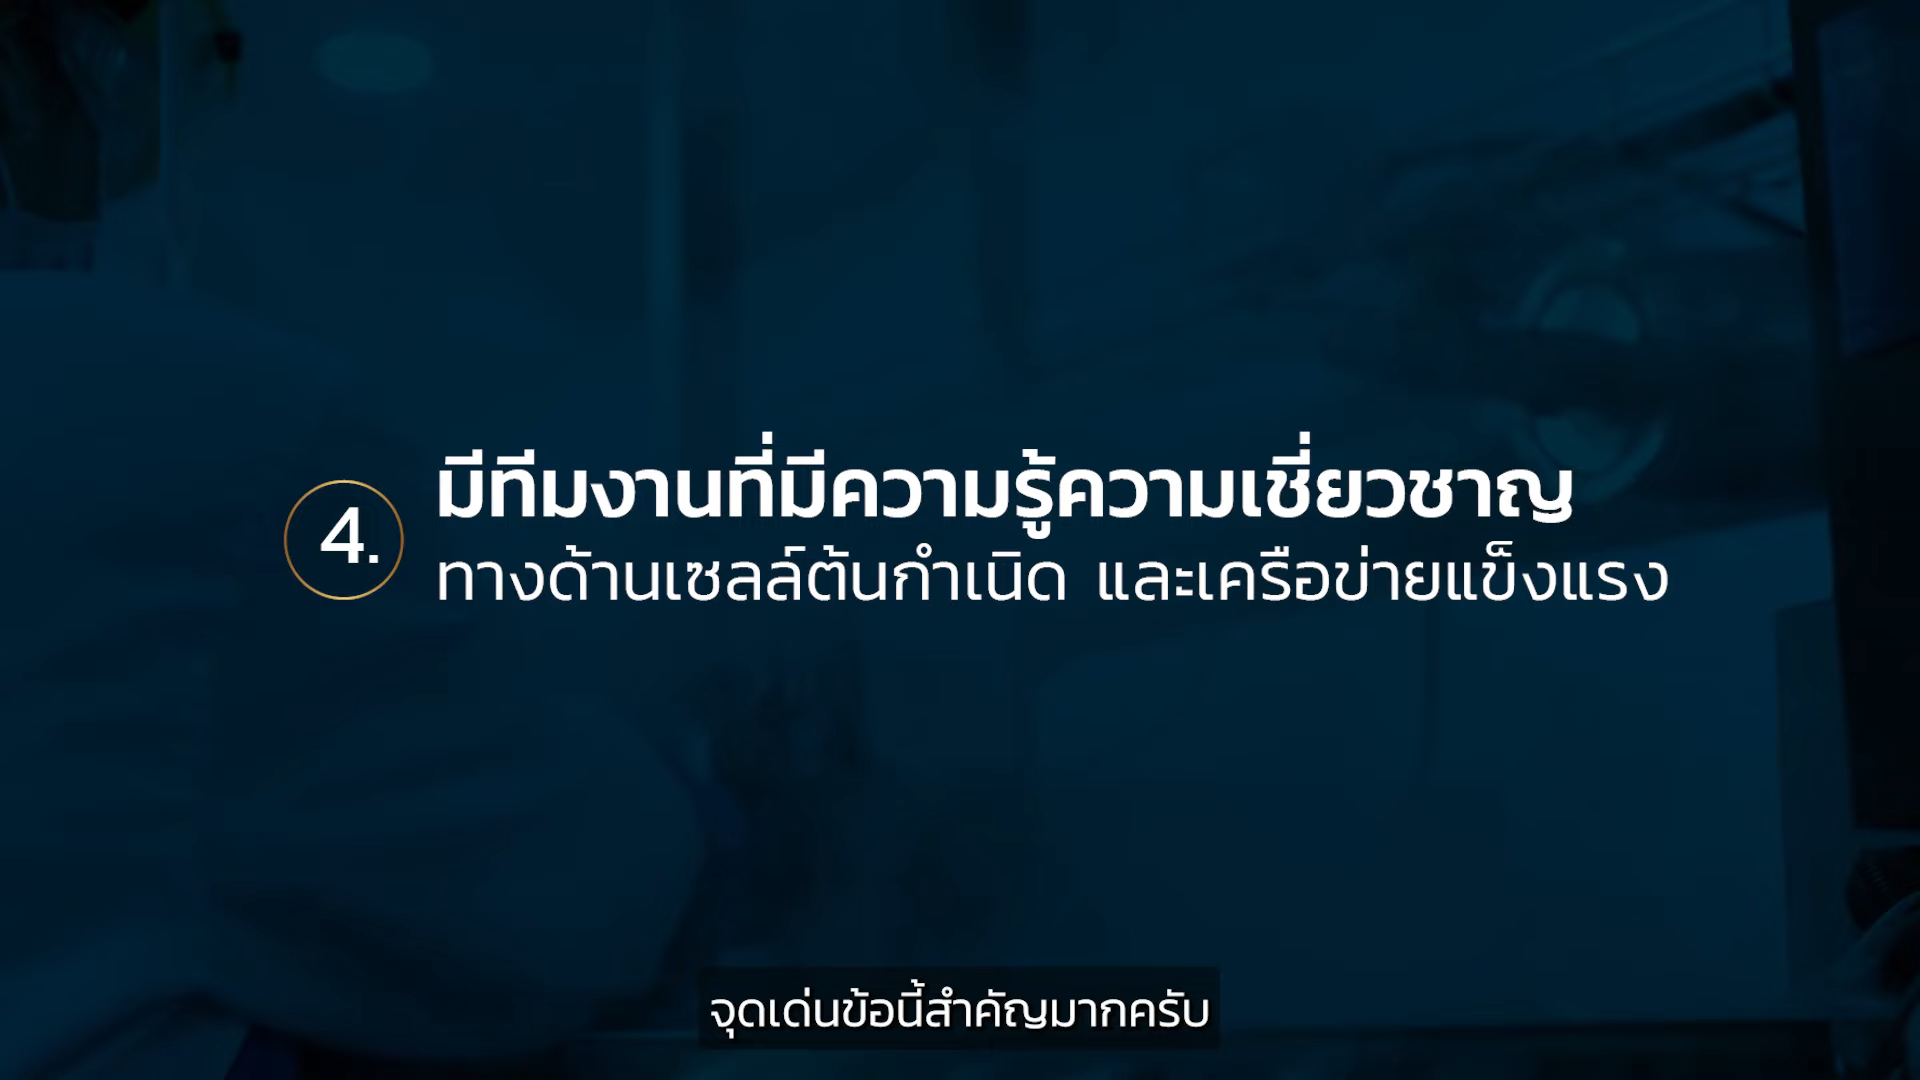 4.
มีทีมงานที่มีความรู้ความเชี่ยวชาญ
ทางด้านเซลล์ต้นกำเนิด และเครือข่ายแข็งแรง
จุดเด่นข้อนี้สำคัญมากครับ